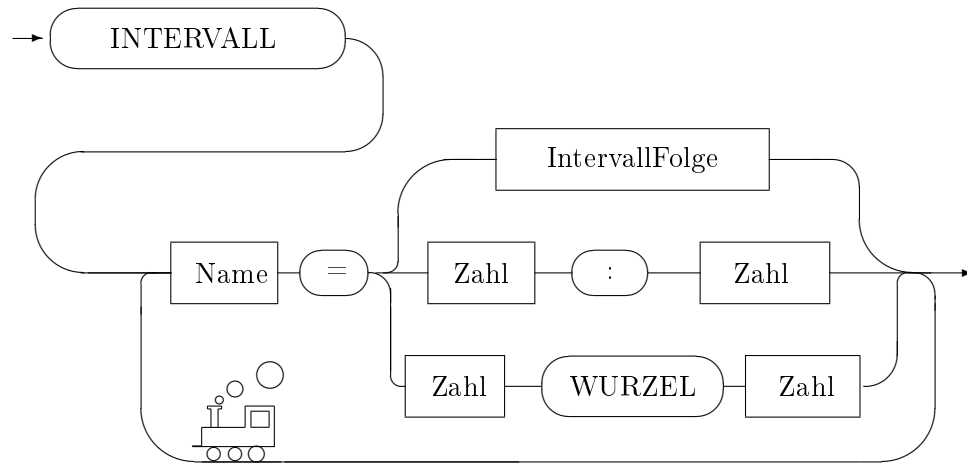 INTERVALL
IntervallFolge
Name = Zahl : Zahl
Zahl WURZEL Zahl